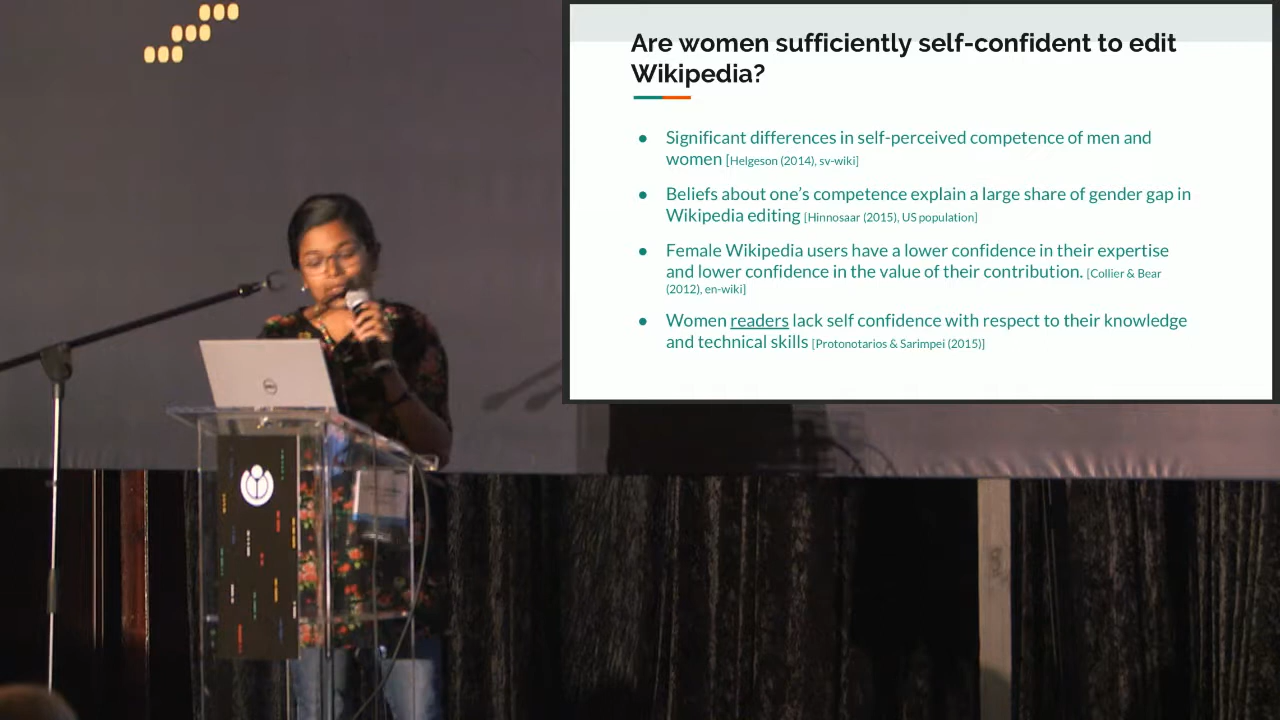 Are women sufficiently self-confident to edit
Wikipedia?
● Significant differences in self-perceived competence of men and
women [Helgeson (2014), sv-wiki]
● Beliefs about one’s competence explain a large share of gender gap in
Wikipedia editing [Hinnosaar (2015), US population]
● Female Wikipedia users have a lower confidence in their expertise
and lower confidence in the value of their contribution. [Collier & Bear
(2012), en-wiki]
● Women readers lack self confidence with respect to their knowledge
and technical skills [Protonotarios & Sarimpei (2015)]
DELL